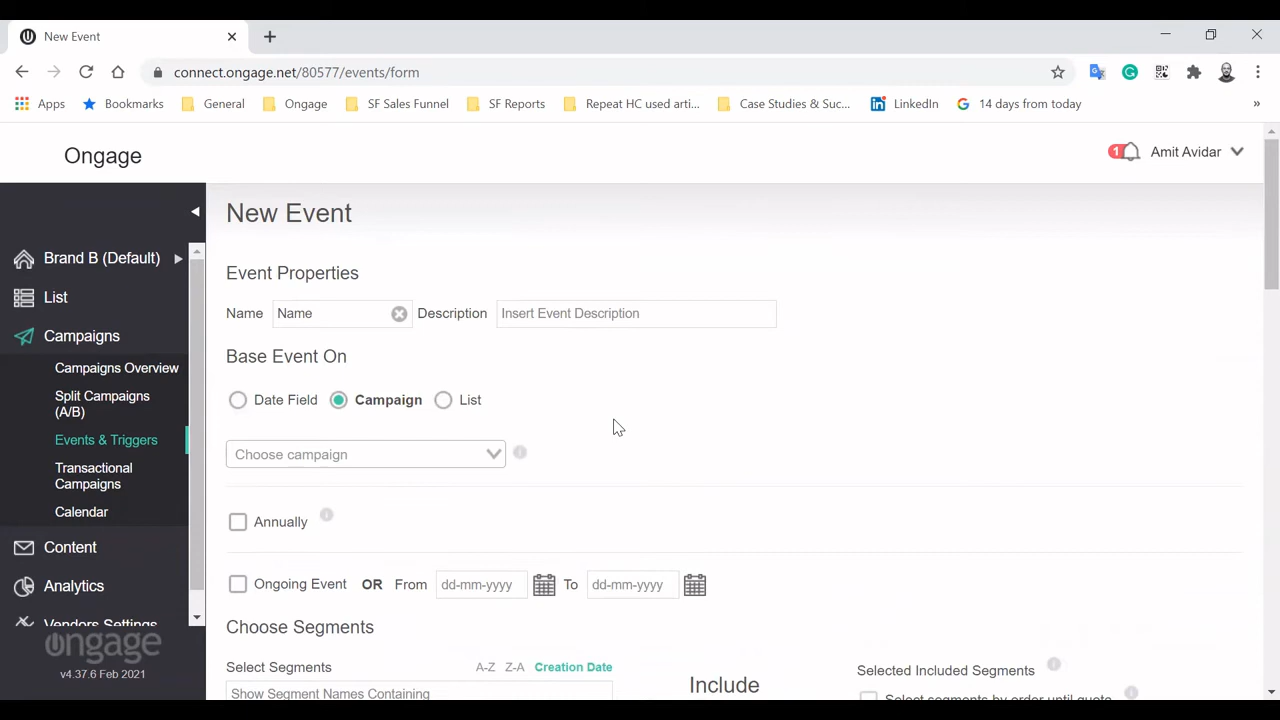 New Event
connect.ongage.net/80577/events/form
Apps Bookmarks General Ongage SF Sales Funnel SF Reports Repeat HC used arti... Case Studies & Suc... LinkedIn 14 days from today »
Ongage
1 Amit Avidar
New Event
Brand B (Default)
List
Campaigns
Campaigns Overview
Split Campaigns
(A/B)
Events & Triggers
Transactional
Campaigns
Calendar
Content
Analytics
Vendors Settings
ongage
v4.37.6 Feb 2021
Event Properties
Name Name Description Insert Event Description
Base Event On
Date Field Campaign List
Choose campaign
Annually
Ongoing Event OR From dd-mm-yyyy To dd-mm-yyyy
Choose Segments
Select Segments A-Z Z-A Creation Date
Show Segment Names Containing
Include
Selected Included Segments
Select segments by order until quote